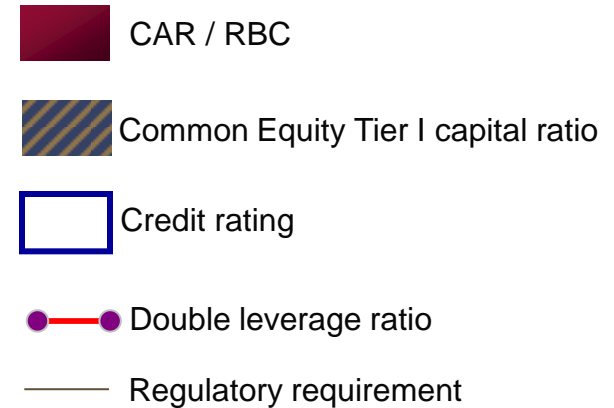 CAR / RBC
Common Equity Tier I capital ratio
Credit rating
Double leverage ratio
Regulatory requirement